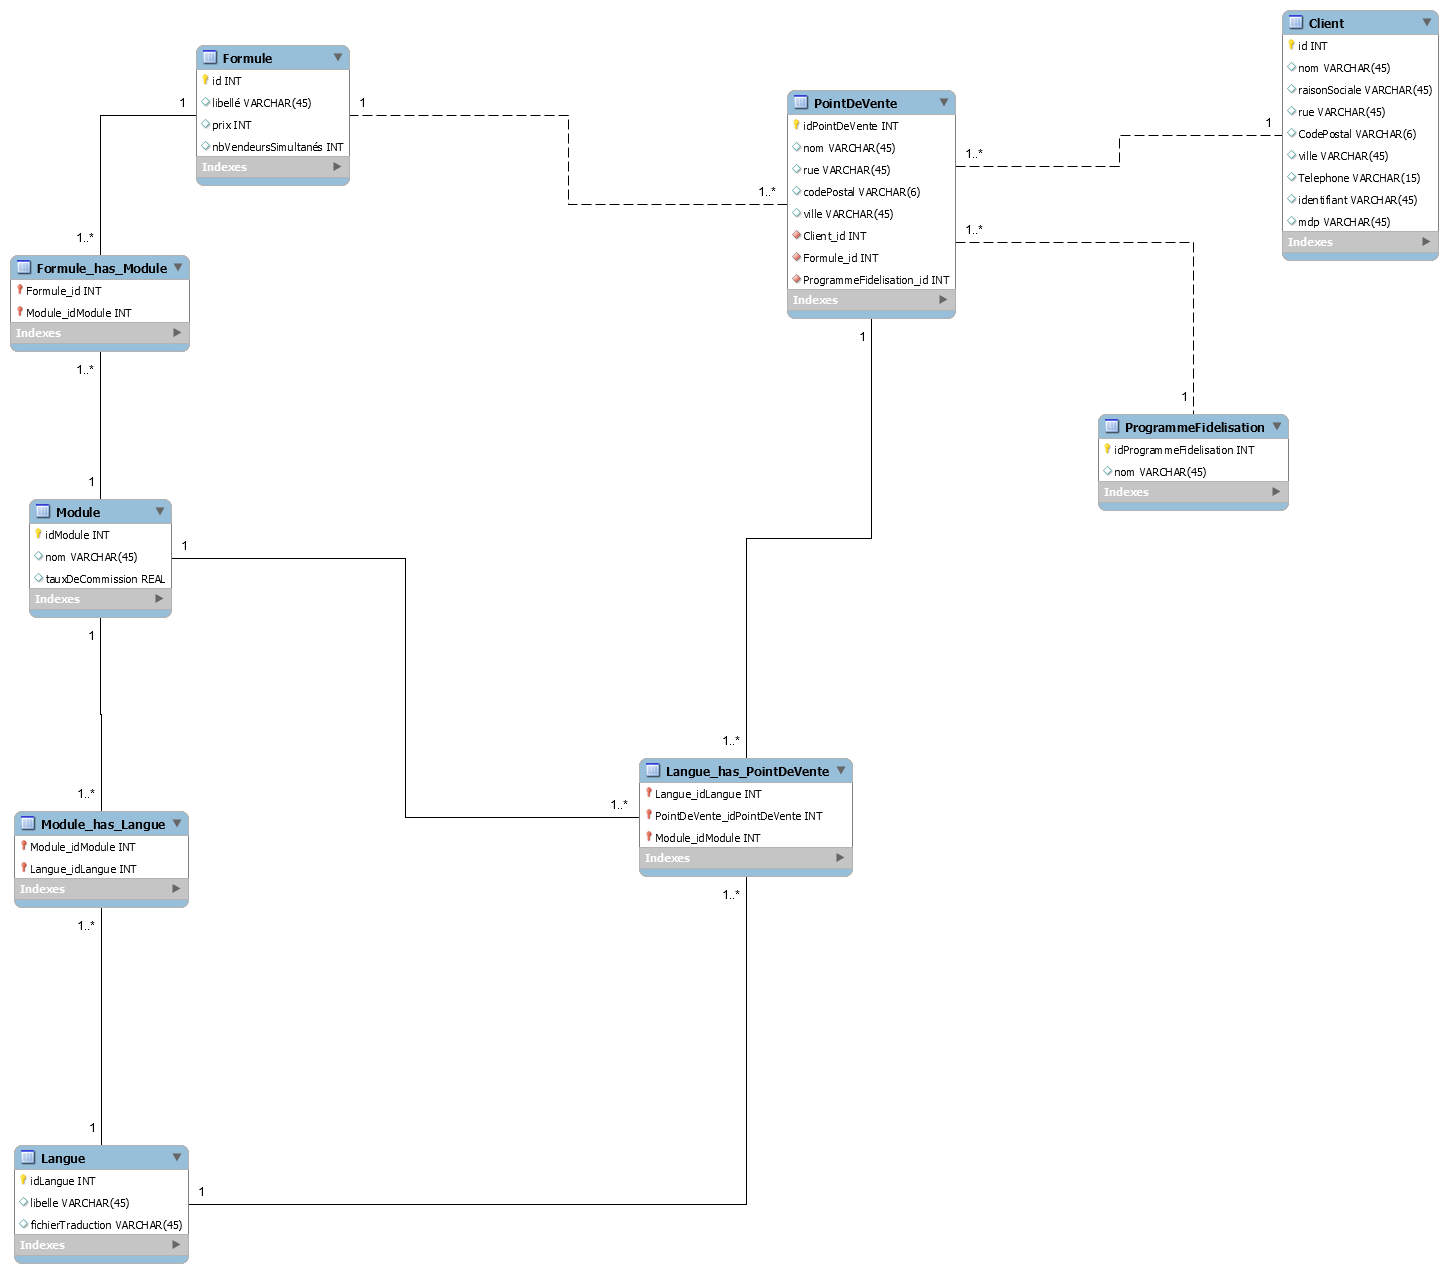 Formule
id INT
libellé VARCHAR(45)
prix INT
nbVendeursSimultanés INT
Indexes
1
1
1..*
Client
id INT
nom VARCHAR(45)
raisonSociale VARCHAR(45)
rue VARCHAR(45)
CodePostal VARCHAR(6)
ville VARCHAR(45)
Telephone VARCHAR(15)
identifiant VARCHAR(45)
mdp VARCHAR(45)
Indexes
1
PointDeVente
idPointDeVente INT
nom VARCHAR(45)
rue VARCHAR(45)
codePostal VARCHAR(6)
ville VARCHAR(45)
Client_id INT
Formule_id INT
ProgrammeFidelisation_id INT
Indexes
1..*
1..*
1..*
1
Formule_has_Module
Formule_id INT
Module_idModule INT
Indexes
1..*
1
1
ProgrammeFidelisation
idProgrammeFidelisation INT
nom VARCHAR(45)
Indexes
Module
idModule INT
nom VARCHAR(45)
tauxDeCommission REAL
Indexes
1
1
1..*
1..*
1..*
Langue_has_PointDeVente
Langue_idLangue INT
PointDeVente_idPointDeVente INT
Module_idModule INT
Indexes
1..*
Module_has_Langue
Module_idModule INT
Langue_idLangue INT
Indexes
1..*
1
Langue
idLangue INT
libelle VARCHAR(45)
fichierTraduction VARCHAR(45)
Indexes
1